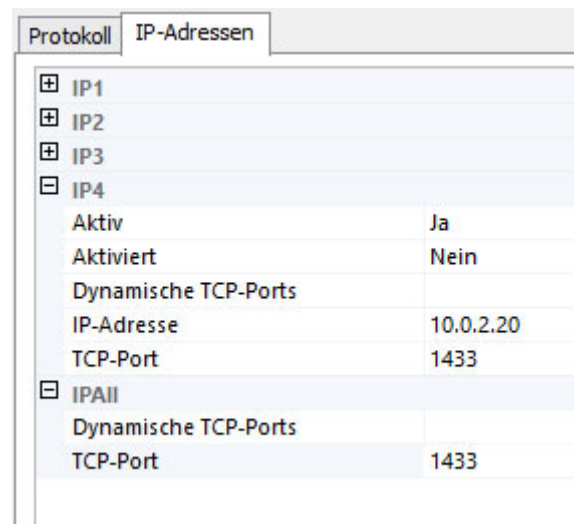 Protokoll IP-Adressen
IP1
IP2
IP3
IP4
Aktiv Ja
Aktiviert Nein
Dynamische TCP-Ports
IP-Adresse 10.0.2.20
TCP-Port 1433
IPAll
Dynamische TCP-Ports
TCP-Port 1433